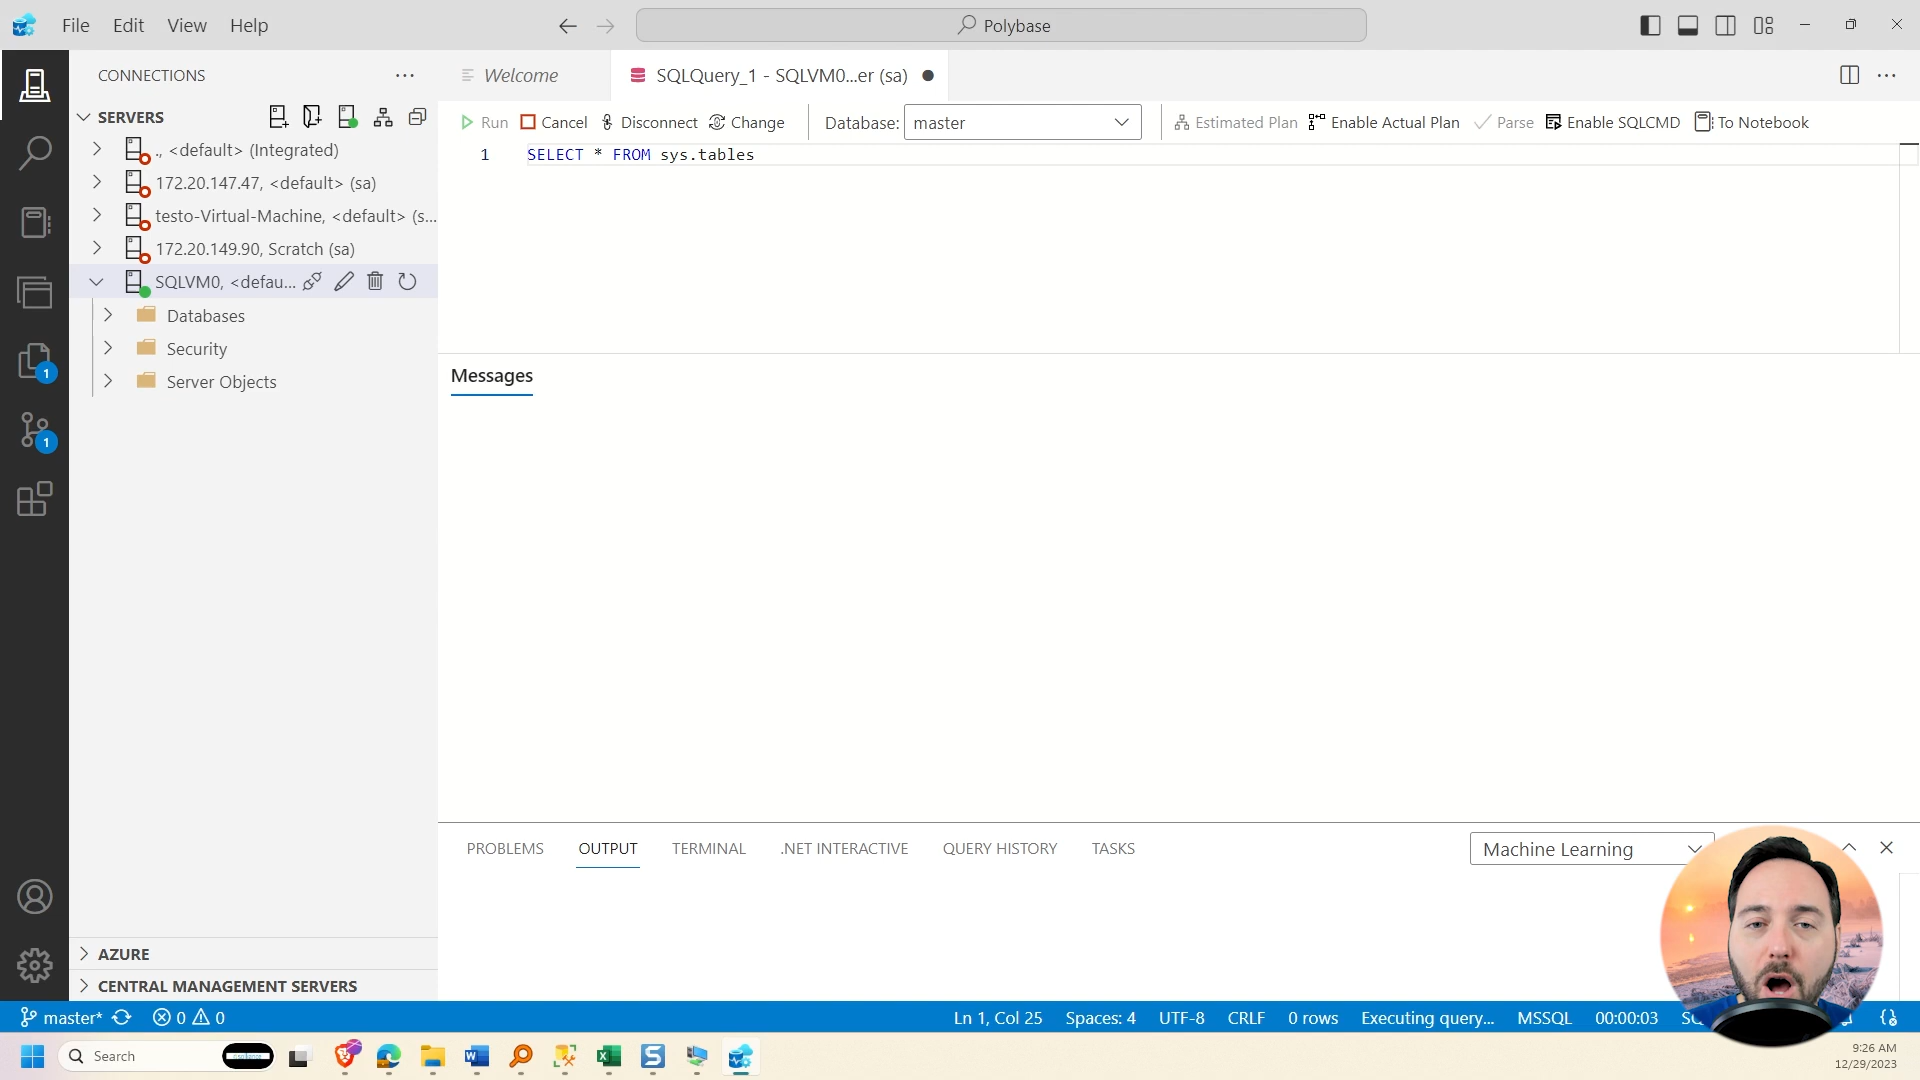 File Edit View Help
Polybase
CONNECTIONS
Welcome
SQLQuery_1 - SQLVM0...er (sa)
SERVERS
Run Cancel Disconnect Change Database: master Estimated Plan Enable Actual Plan Parse Enable SQLCMD To Notebook
1 SELECT * FROM sys.tables
., <default> (Integrated)
172.20.147.47, <default> (sa)
testo-Virtual-Machine, <default> (s...
172.20.149.90, Scratch (sa)
SQLVM0, <defau...
Databases
Security
Server Objects
1
1
Messages
PROBLEMS OUTPUT TERMINAL .NET INTERACTIVE QUERY HISTORY TASKS Machine Learning
AZURE
CENTRAL MANAGEMENT SERVERS
master* 0 0 Ln 1, Col 25 Spaces: 4 UTF-8 CRLF 0 rows Executing query... MSSQL 00:00:03
Search
9:26 AM
12/29/2023